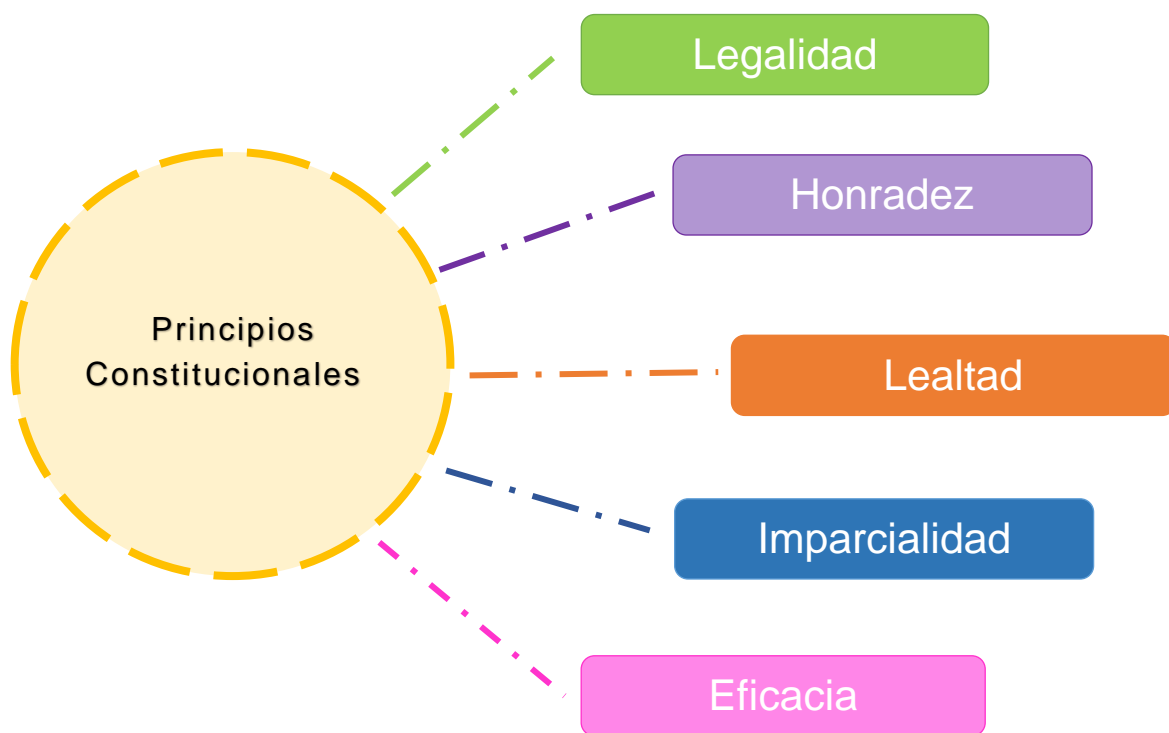 Legalidad
Honradez
Principios
Constitucionales
Lealtad
Imparcialidad
Eficacia